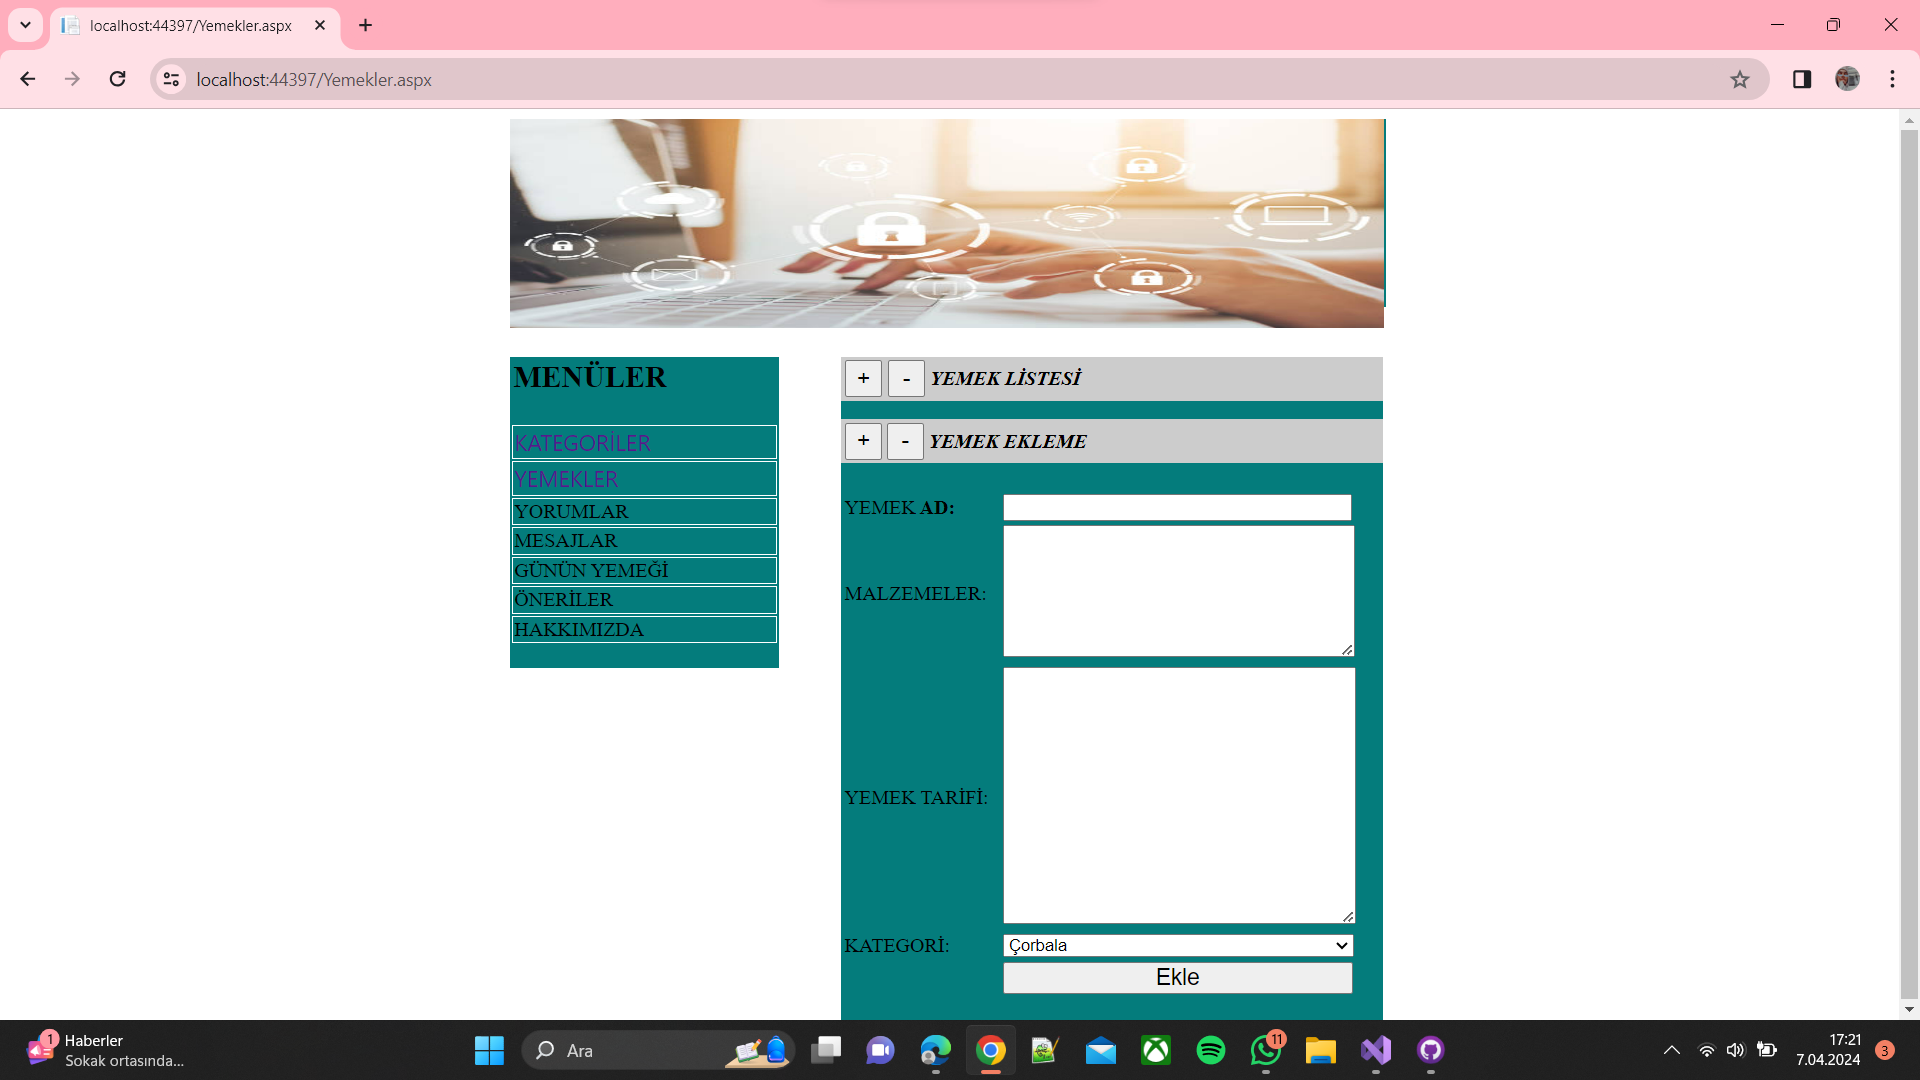 localhost:44397/Yemekler.aspx
localhost:44397/Yemekler.aspx
MENÜLER
KATEGORİLER
YEMEKLER
YORUMLAR
MESAJLAR
GÜNÜN YEMEĞİ
ÖNERİLER
HAKKIMIZDA
+ - YEMEK LİSTESİ
+ - YEMEK EKLEME
YEMEK AD:
MALZEMELER:
YEMEK TARİFİ:
KATEGORİ: Çorbala
Ekle
1 Haberler
Sokak ortasında...
Ara
11
17:21
7.04.2024
3